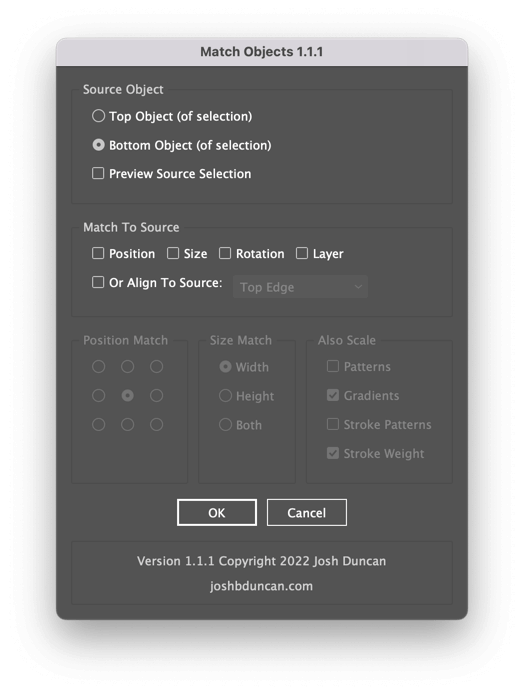 Match Objects 1.1.1
Source Object
Top Object (of selection)
Bottom Object (of selection)
Preview Source Selection
Match To Source
Position Size Rotation Layer
Or Align To Source: Top Edge
Position Match Size Match Also Scale
Width Patterns
Height Gradients
Both Stroke Patterns
Stroke Weight
OK Cancel
Version 1.1.1 Copyright 2022 Josh Duncan
joshbduncan.com